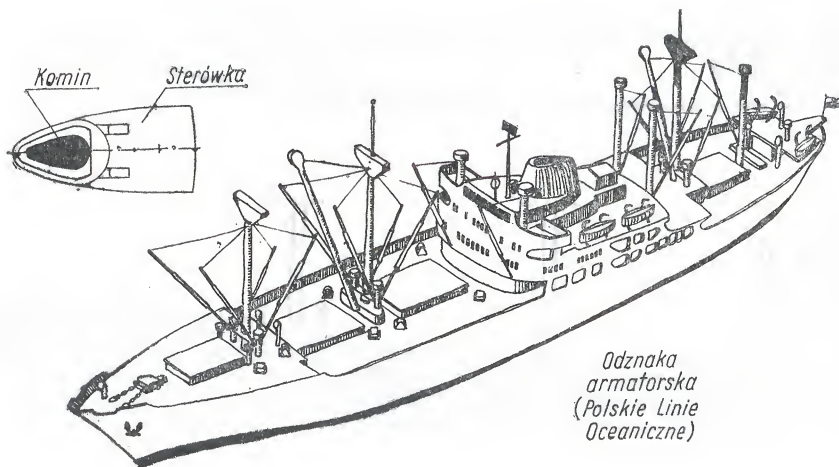 Komin
Sterówka
Odznaka
armatorska
(Polskie Linie
Oceaniczne)